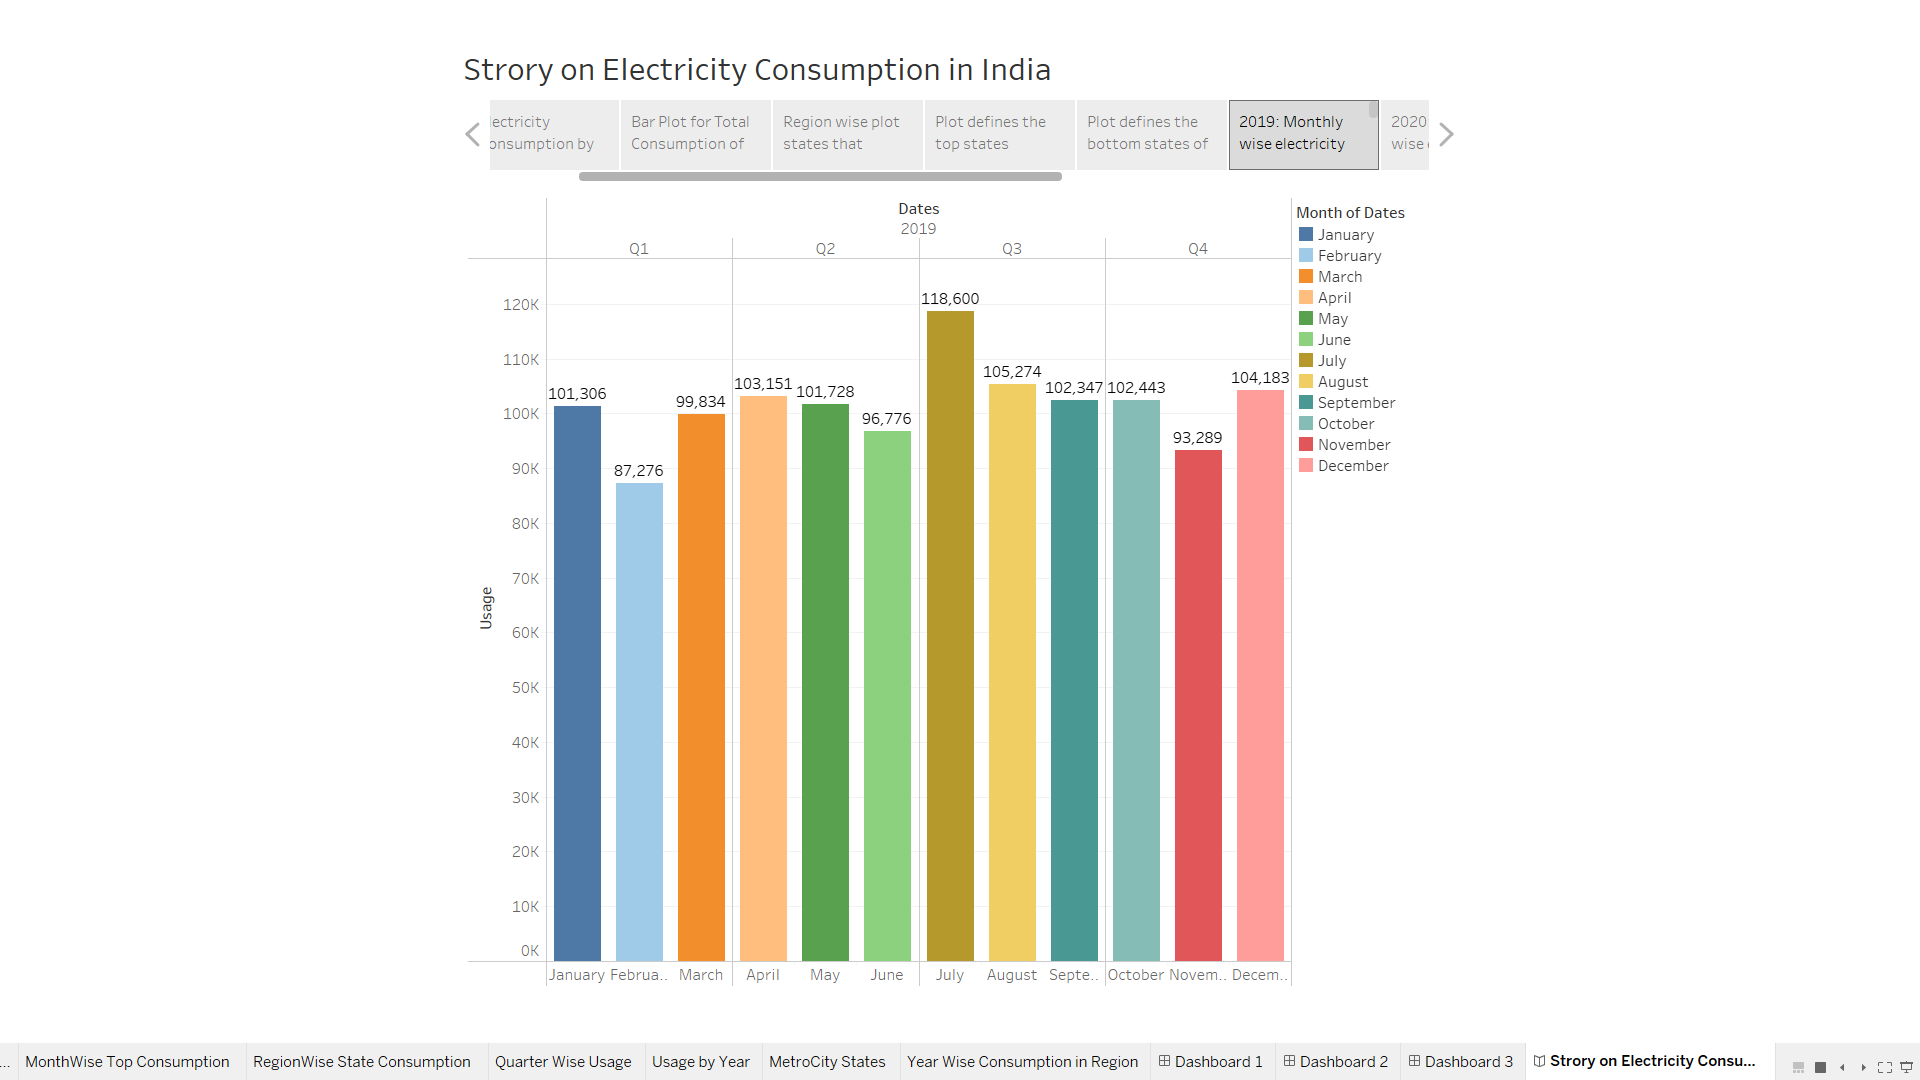 Strory on Electricity Consumption in India
lectricity
onsumption by
Bar Plot for Total
Consumption of
Region wise plot
states that
Plot defines the
top states
Plot defines the
bottom states of
2019: Monthly
wise electricity
2020
wise
Dates
2019
Q1 Q2 Q3 Q4
Month of Dates
January
February
March
April
May
June
July
August
September
October
November
December
120K
110K
100K
90K
80K
70K
60K
50K
40K
30K
20K
10K
0K
Usage
101,306
87,276
99,834
103,151
101,728
96,776
118,600
105,274
102,347
102,443
93,289
104,183
January Februa.. March April May June July August Septe.. October Novem.. Decem..
... MonthWise Top Consumption RegionWise State Consumption Quarter Wise Usage Usage by Year MetroCity States Year Wise Consumption in Region Dashboard 1 Dashboard 2 Dashboard 3 Strory on Electricity Consu...